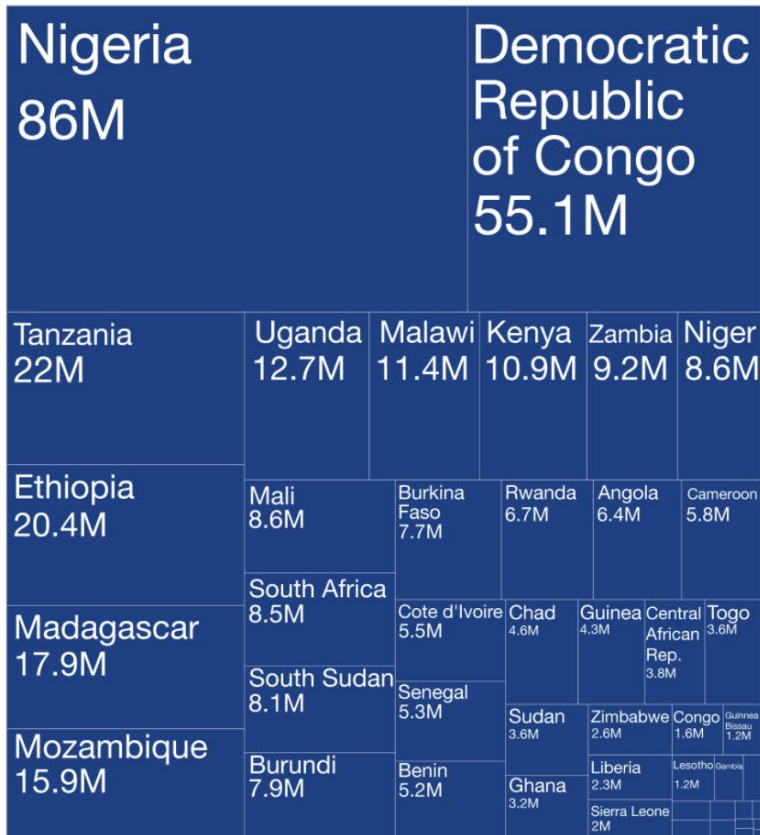 Nigeria
86M
Democratic
Republic
of Congo
55.1M
Tanzania
22M
Uganda
12.7M
Malawi
11.4M
Kenya
10.9M
Zambia
9.2M
Niger
8.6M
Ethiopia
20.4M
Madagascar
17.9M
Mozambique
15.9M
Mali
8.6M
South Africa
8.5M
South Sudan
8.1M
Burundi
7.9M
Burkina
Faso
7.7M
Rwanda
6.7M
Angola
6.4M
Cameroon
5.8M
Cote d'Ivoire
5.5M
Senegal
5.3M
Benin
5.2M
Chad
4.6M
Guinea
4.3M
Central
African
Rep.
3.8M
Togo
3.6M
Sudan
3.6M
Ghana
3.2M
Zimbabwe
2.6M
Congo
1.6M
Guinnea
Bissau
1.2M
Liberia
2.3M
Lesotho
1.2M
Gambia
Sierra Leone
2M